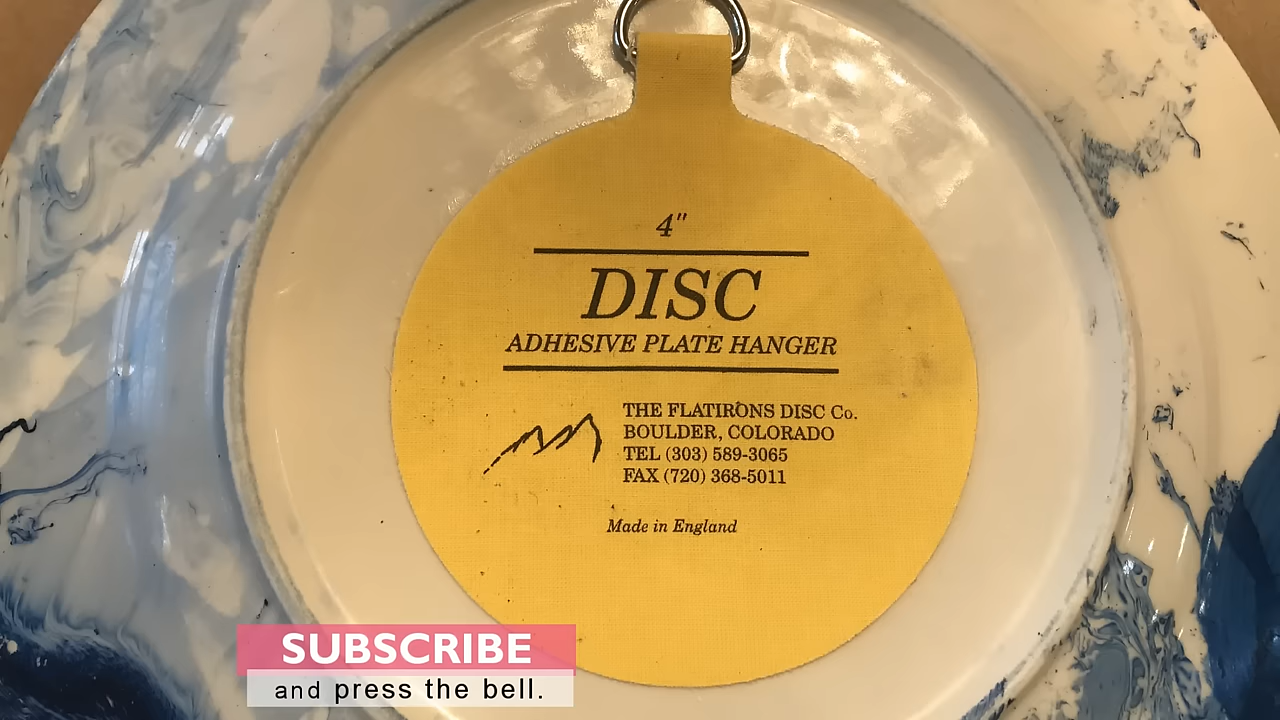 4"
DISC
ADHESIVE PLATE HANGER
THE FLATIRONS DISC Co.
BOULDER, COLORADO
TEL (303) 589-3065
FAX (720) 368-5011
Made in England
SUBSCRIBE
and press the bell.